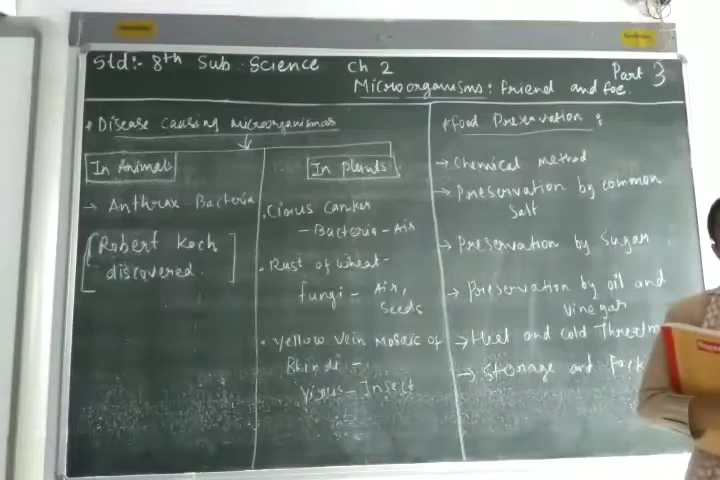 Std:- 8th Sub. Science Ch 2 Part 3
Microorganisms: friend and foe.
* Disease causing microorganismas
In Animals
→ Anthrax Bacteria
[Robert Koch
discovered.]
In plants
• Citrus Canker
- Bacteria - Air
• Rust of wheat -
fungi - Air,
Seeds
• Yellow vein Mosaic of
Bhindi -
Virus - Insect
* Food Preservation :
→ Chemical method
→ Preservation by common
Salt
→ Preservation by Sugar
→ Preservation by oil and
vinegar
→ Heat and cold
→ Storage and